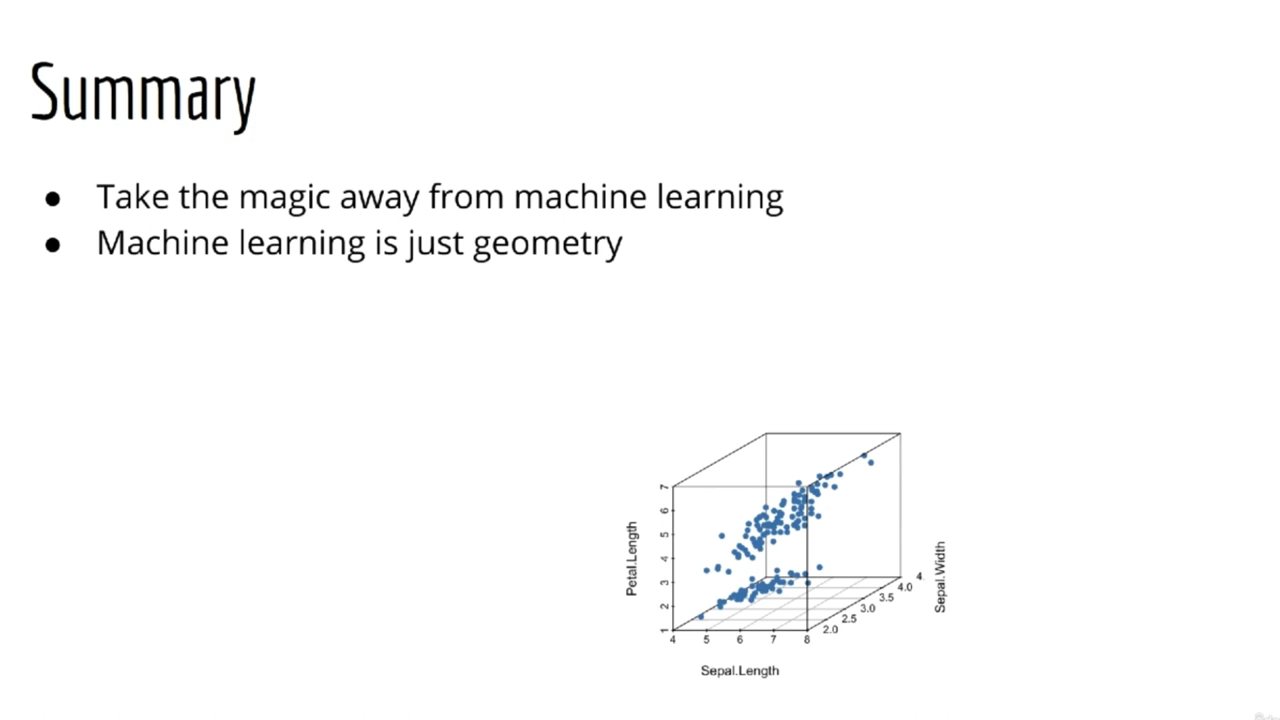 Summary
● Take the magic away from machine learning
● Machine learning is just geometry
7
6
5
4
3
2
1
Petal.Length
4 5 6 7 8
Sepal.Length
2.0
2.5
3.0
3.5
4.0
4.
Sepal.Width